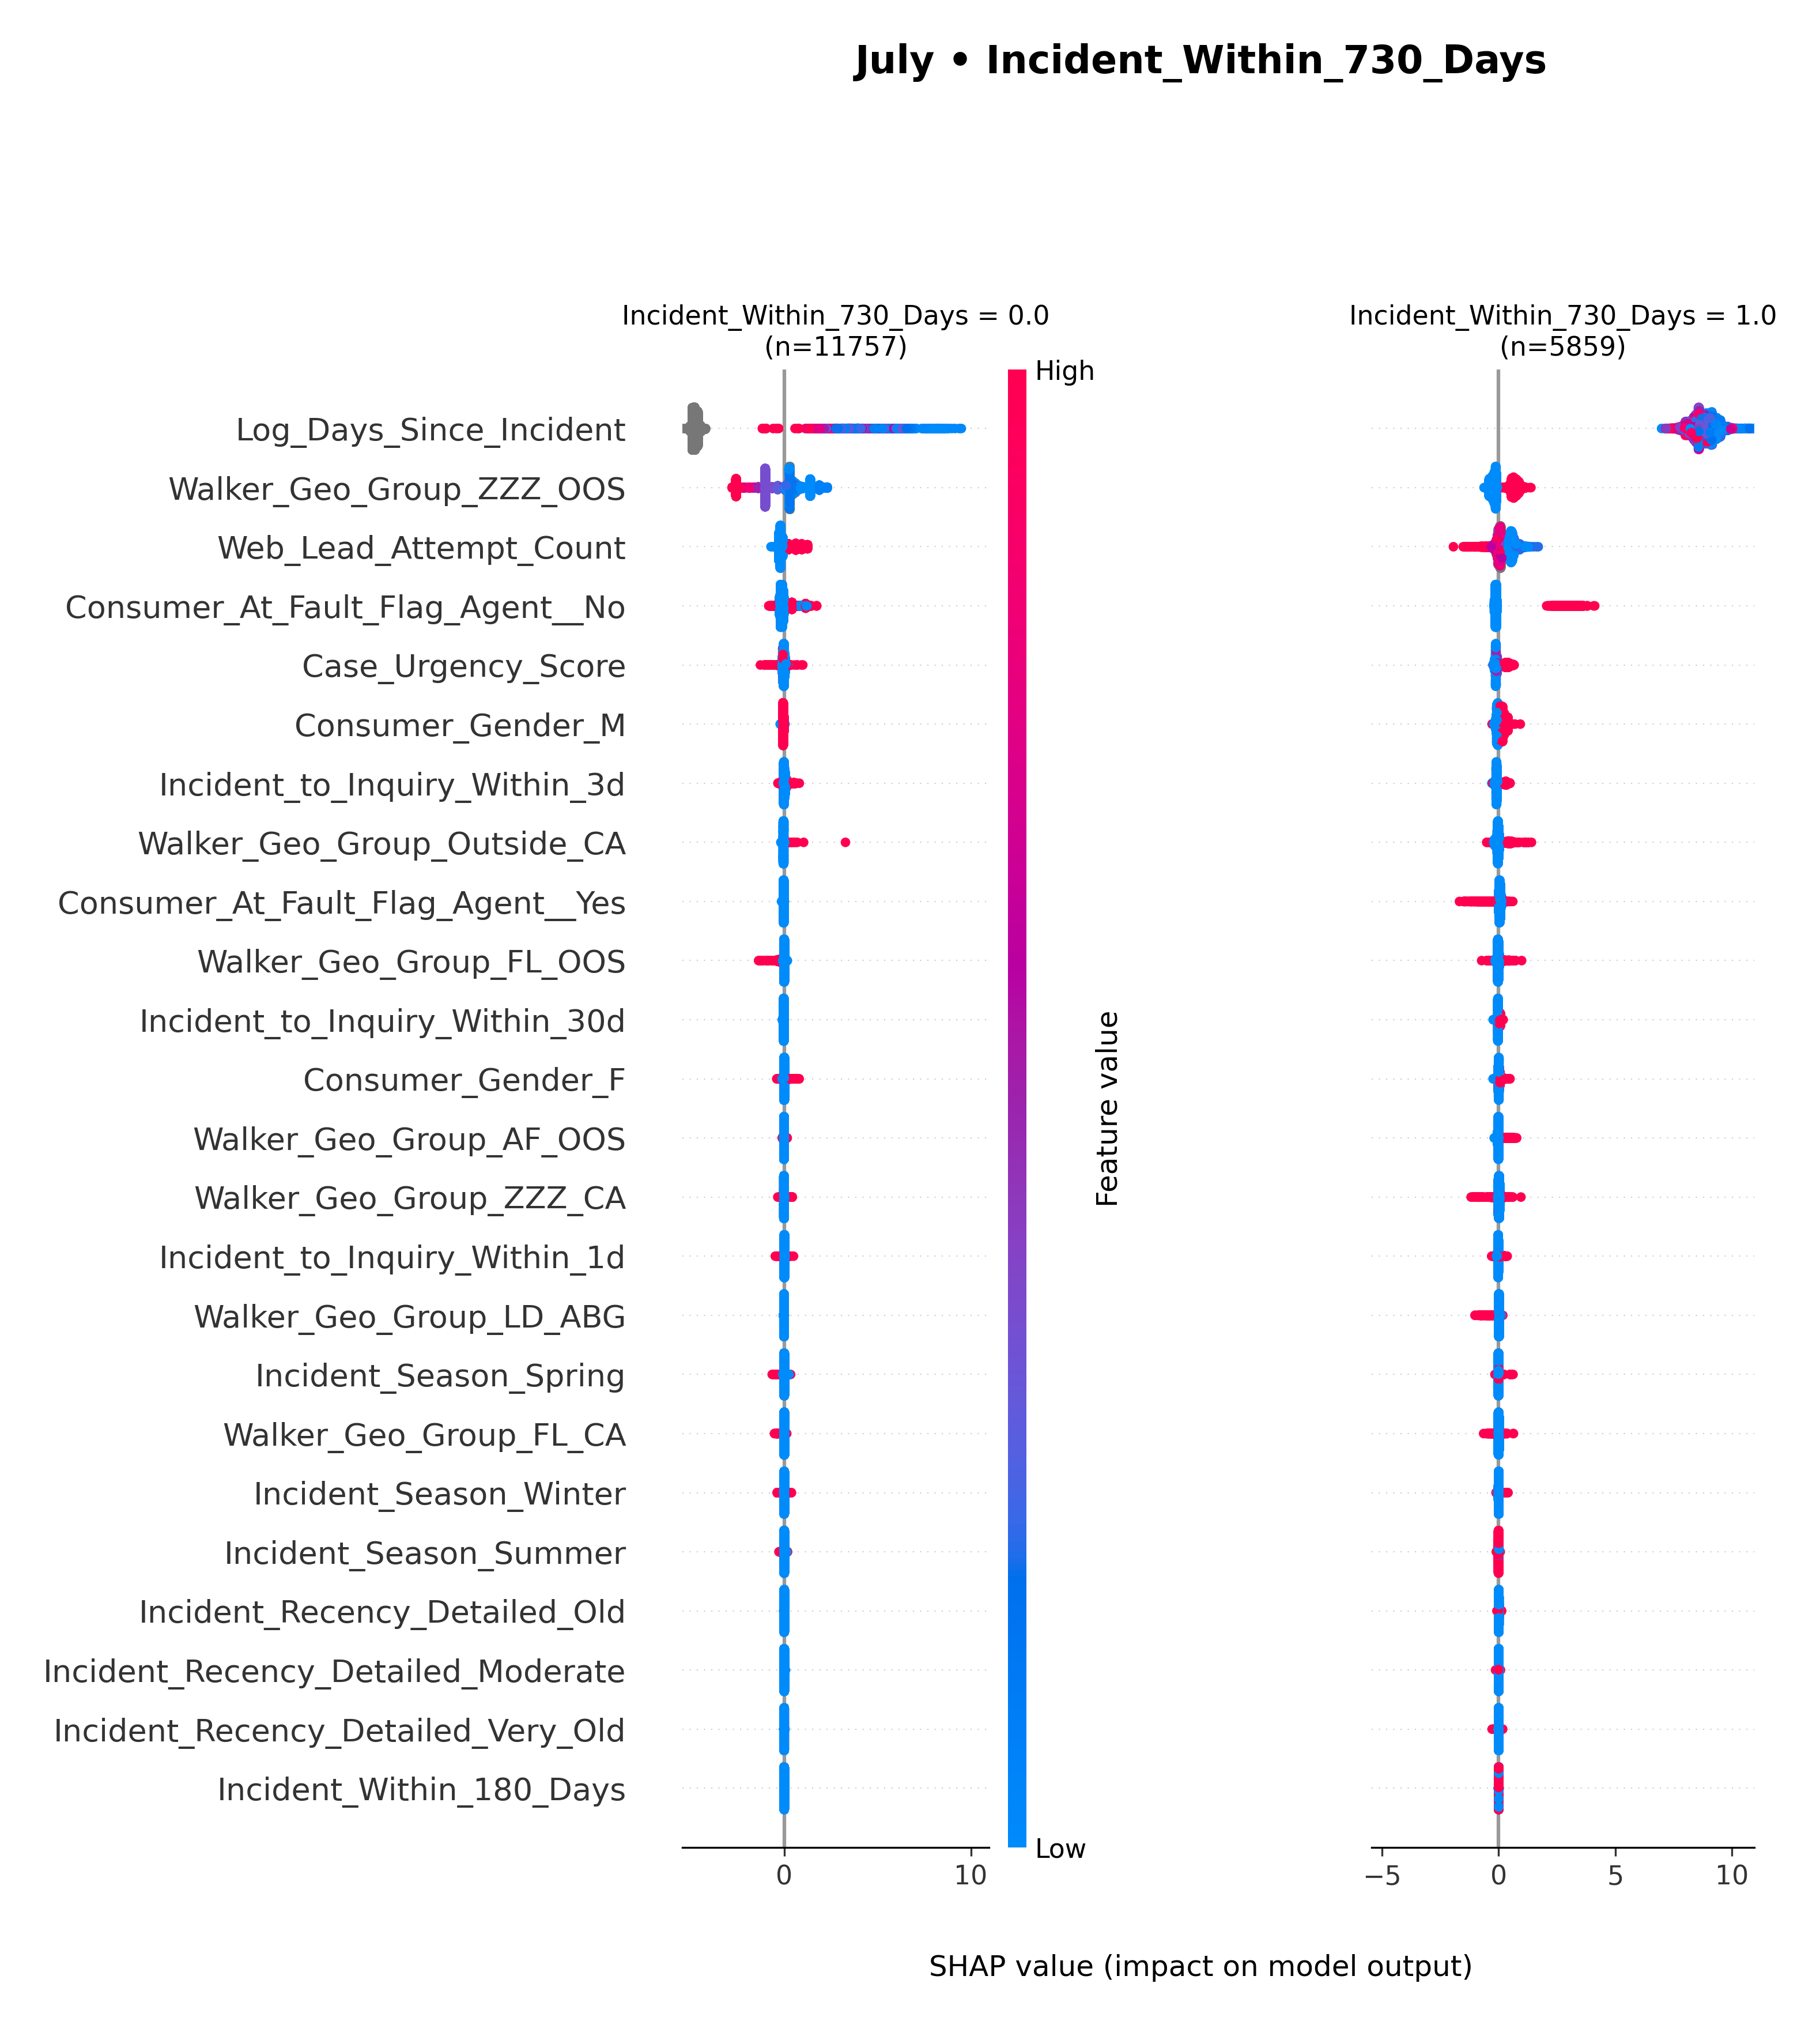 July • Incident_Within_730_Days
Incident_Within_730_Days = 0.0
(n=11757)
Incident_Within_730_Days = 1.0
(n=5859)
High
Log_Days_Since_Incident
Walker_Geo_Group_ZZZ_OOS
Web_Lead_Attempt_Count
Consumer_At_Fault_Flag_Agent__No
Case_Urgency_Score
Consumer_Gender_M
Incident_to_Inquiry_Within_3d
Walker_Geo_Group_Outside_CA
Consumer_At_Fault_Flag_Agent__Yes
Walker_Geo_Group_FL_OOS
Incident_to_Inquiry_Within_30d
Consumer_Gender_F
Walker_Geo_Group_AF_OOS
Walker_Geo_Group_ZZZ_CA
Incident_to_Inquiry_Within_1d
Walker_Geo_Group_LD_ABG
Incident_Season_Spring
Walker_Geo_Group_FL_CA
Incident_Season_Winter
Incident_Season_Summer
Incident_Recency_Detailed_Old
Incident_Recency_Detailed_Moderate
Incident_Recency_Detailed_Very_Old
Incident_Within_180_Days
Feature value
Low
0 10
−5 0 5 10
SHAP value (impact on model output)